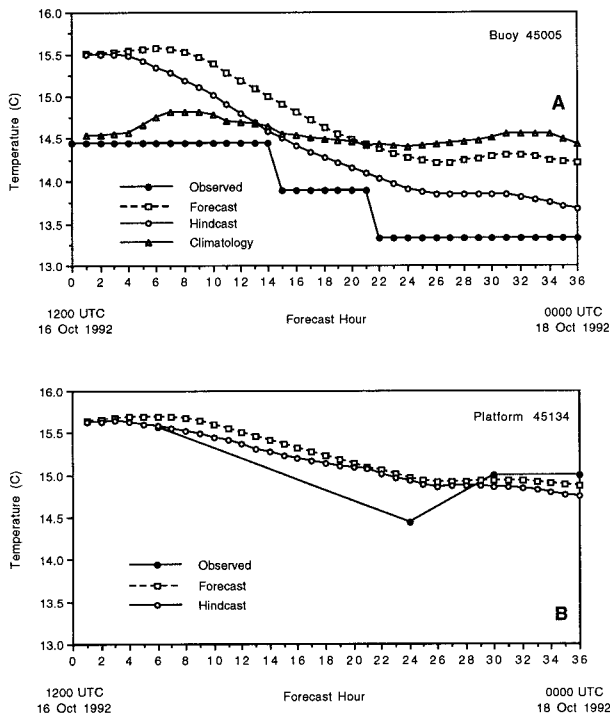 16.0
Buoy 45005
15.5
15.0
A
14.5
14.0
13.5
13.0
Temperature (C)
Observed
Forecast
Hindcast
Climatology
0 2 4 6 8 10 12 14 16 18 20 22 24 26 28 30 32 34 36
1200 UTC
16 Oct 1992
Forecast Hour
0000 UTC
18 Oct 1992
16.0
Platform 45134
15.5
15.0
14.5
14.0
13.5
13.0
Temperature (C)
Observed
Forecast
Hindcast
B
0 2 4 6 8 10 12 14 16 18 20 22 24 26 28 30 32 34 36
1200 UTC
16 Oct 1992
Forecast Hour
0000 UTC
18 Oct 1992